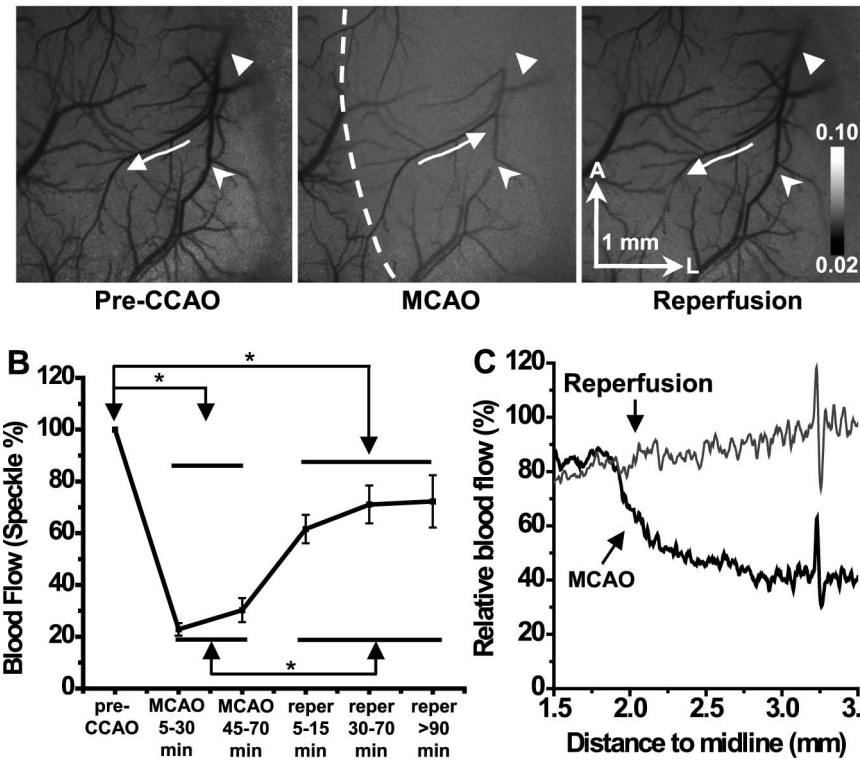 0.10
A
1 mm
L
0.02
Pre-CCAO
MCAO
Reperfusion
B
Blood Flow (Speckle %)
120
100
80
60
40
20
0
*
*
*
pre-
CCAO
MCAO
5-30
min
MCAO
45-70
min
reper
5-15
min
reper
30-70
min
reper
>90
min
C
Relative blood flow (%)
120
100
80
60
40
20
0
Reperfusion
MCAO
1.5
2.0
2.5
3.0
3.
Distance to midline (mm)